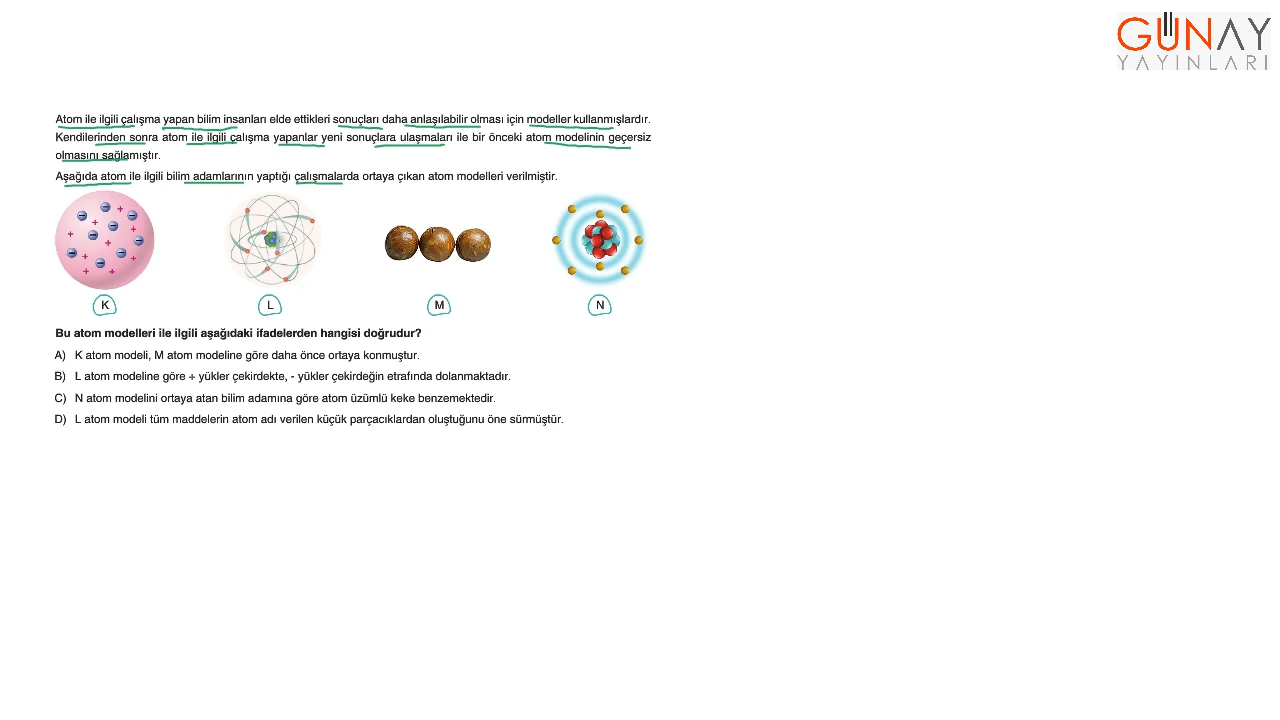 GÜNAY
YAYINLARI
Atom ile ilgili çalışma yapan bilim insanları elde ettikleri sonuçları daha anlaşılabilir olması için modeller kullanmışlardır.
Kendilerinden sonra atom ile ilgili çalışma yapanlar yeni sonuçlara ulaşmaları ile bir önceki atom modelinin geçersiz
olmasını sağlamıştır.
Aşağıda atom ile ilgili bilim adamlarının yaptığı çalışmalarda ortaya çıkan atom modelleri verilmiştir.
K L M N
Bu atom modelleri ile ilgili aşağıdaki ifadelerden hangisi doğrudur?
A) K atom modeli, M atom modeline göre daha önce ortaya konmuştur.
B) L atom modeline göre + yükler çekirdekte, - yükler çekirdeğin etrafında dolanmaktadır.
C) N atom modelini ortaya atan bilim adamına göre atom üzümlü keke benzemektedir.
D) L atom modeli tüm maddelerin atom adı verilen küçük parçacıklardan oluştuğunu öne sürmüştür.